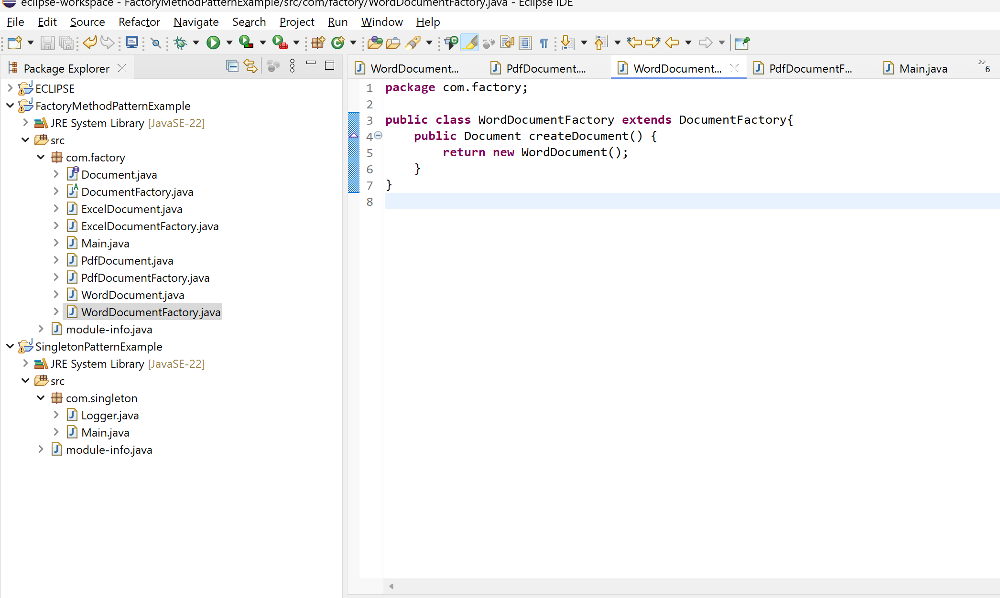 eclipse-workspace - FactoryMethodPatternExample/src/com/factory/WordDocumentFactory.java - Eclipse IDE
File Edit Source Refactor Navigate Search Project Run Window Help
Package Explorer
WordDocument... PdfDocument.... WordDocument... PdfDocumentF... Main.java »6
ECLIPSE
FactoryMethodPatternExample
JRE System Library [JavaSE-22]
src
com.factory
Document.java
DocumentFactory.java
ExcelDocument.java
ExcelDocumentFactory.java
Main.java
PdfDocument.java
PdfDocumentFactory.java
WordDocument.java
WordDocumentFactory.java
module-info.java
SingletonPatternExample
JRE System Library [JavaSE-22]
src
com.singleton
Logger.java
Main.java
module-info.java
1 package com.factory;
2
3 public class WordDocumentFactory extends DocumentFactory{
4 public Document createDocument() {
5 return new WordDocument();
6 }
7 }
8